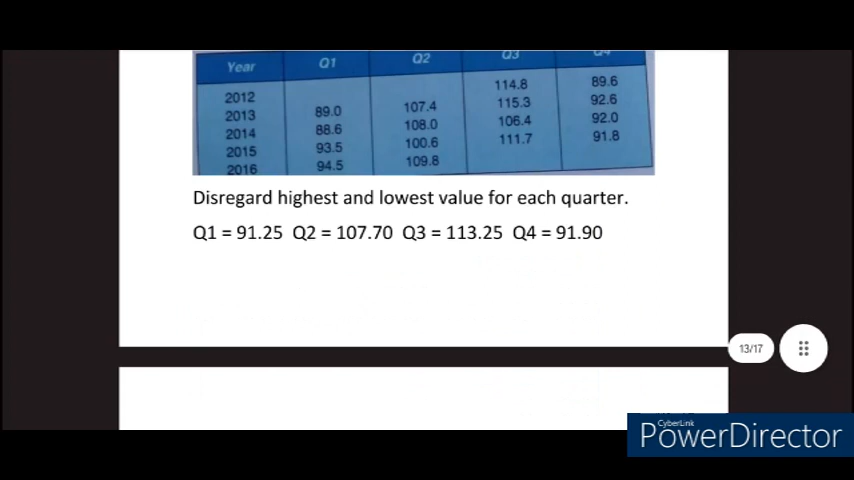 Year Q1 Q2 Q3 Q4
2012 114.8 89.6
2013 89.0 107.4 115.3 92.6
2014 88.6 108.0 106.4 92.0
2015 93.5 100.6 111.7 91.8
2016 94.5 109.8
Disregard highest and lowest value for each quarter.
Q1 = 91.25 Q2 = 107.70 Q3 = 113.25 Q4 = 91.90
13/17
CyberLink
PowerDirector